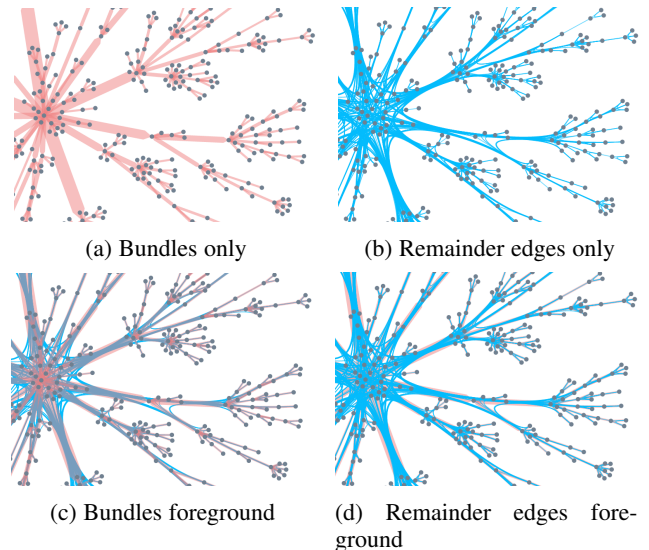 (a) Bundles only
(b) Remainder edges only
(c) Bundles foreground
(d) Remainder edges fore-
ground